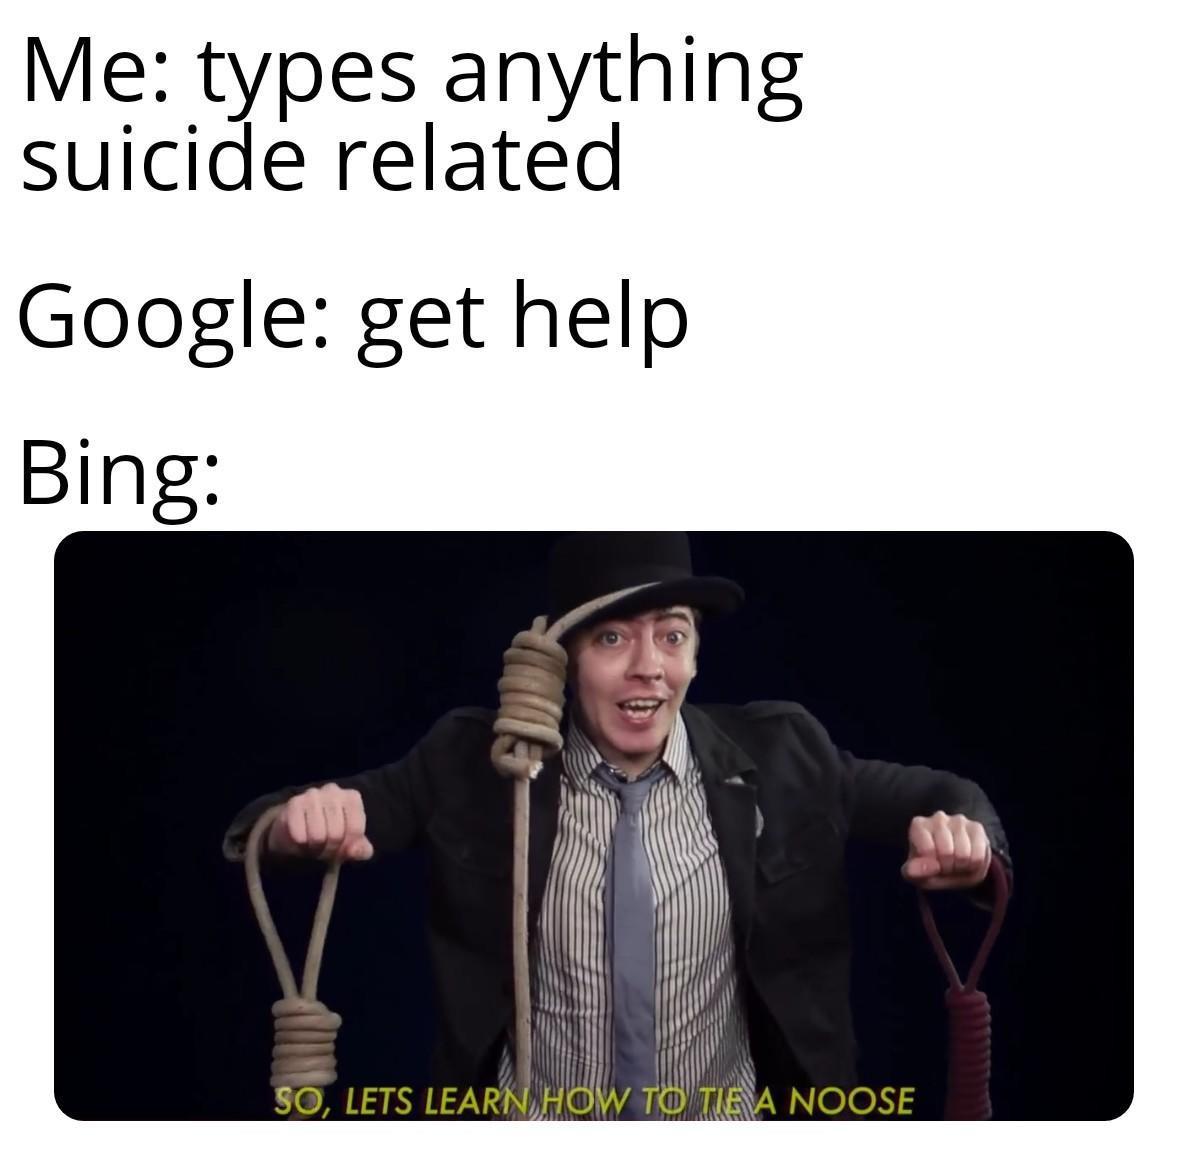 Me: types anything
suicide related
Google: get help
Bing:
SO, LETS LEARN HOW TO TIE A NOOSE